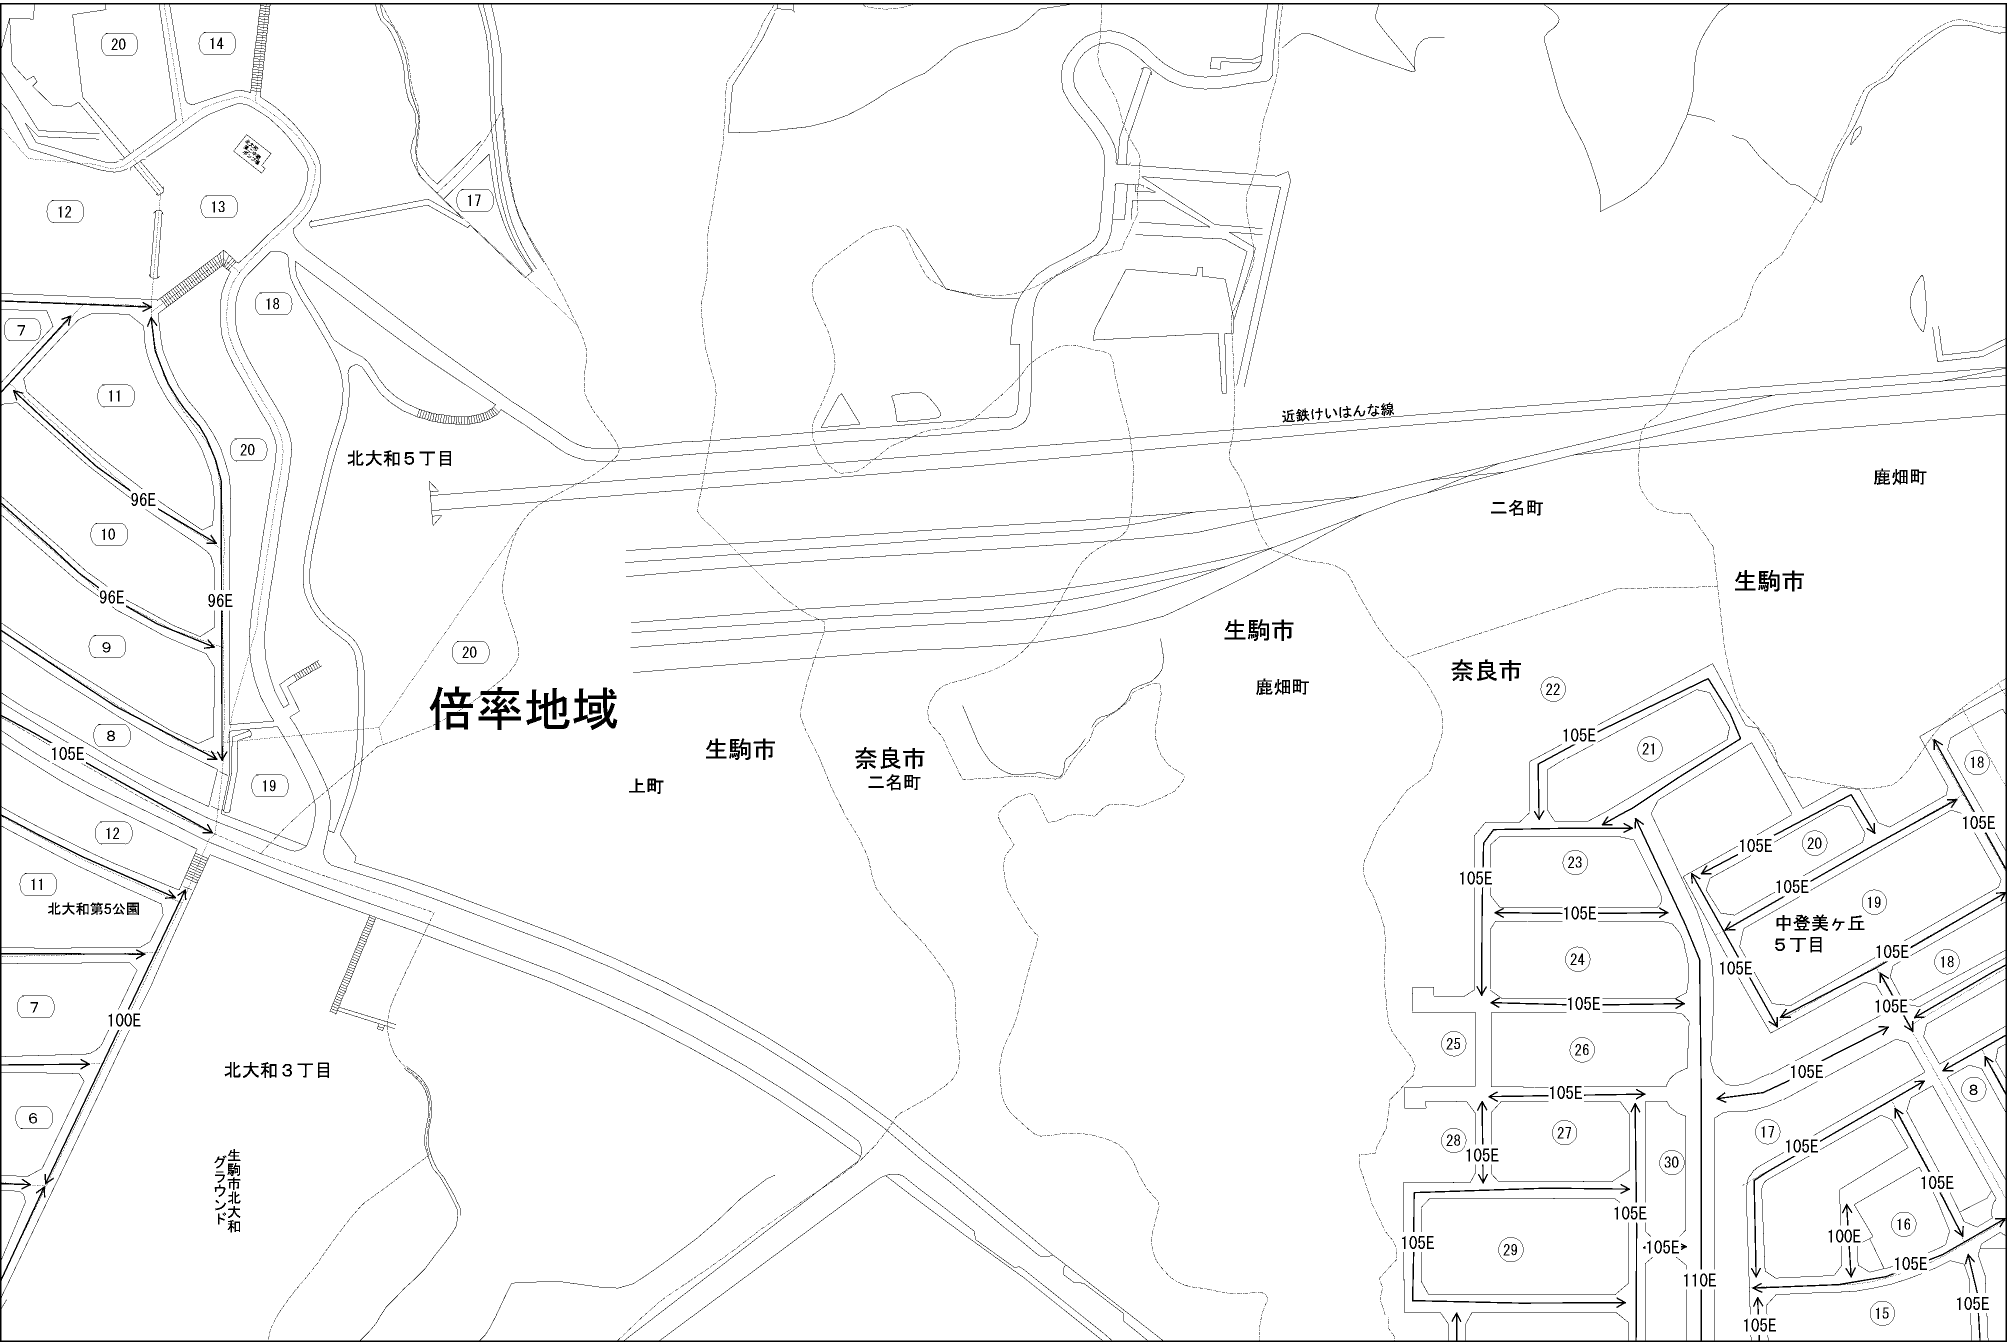 20
14
12
13
17
18
7
11
20
北大和５丁目
96E
10
96E
96E
9
8
105E
19
12
11
北大和第5公園
7
100E
6
北大和３丁目
生駒市北大和
グラウンド
20
倍率地域
上町
生駒市
奈良市
二名町
近鉄けいはんな線
鹿畑町
二名町
生駒市
生駒市
鹿畑町
奈良市
22
105E
21
18
105E
105E
20
105E
23
105E
105E
19
中登美ヶ丘
５丁目
24
105E
105E
18
105E
105E
25
26
105E
105E
8
28
27
105E
30
17
105E
105E
105E
29
105E
105E
110E
16
100E
105E
15
105E
105E